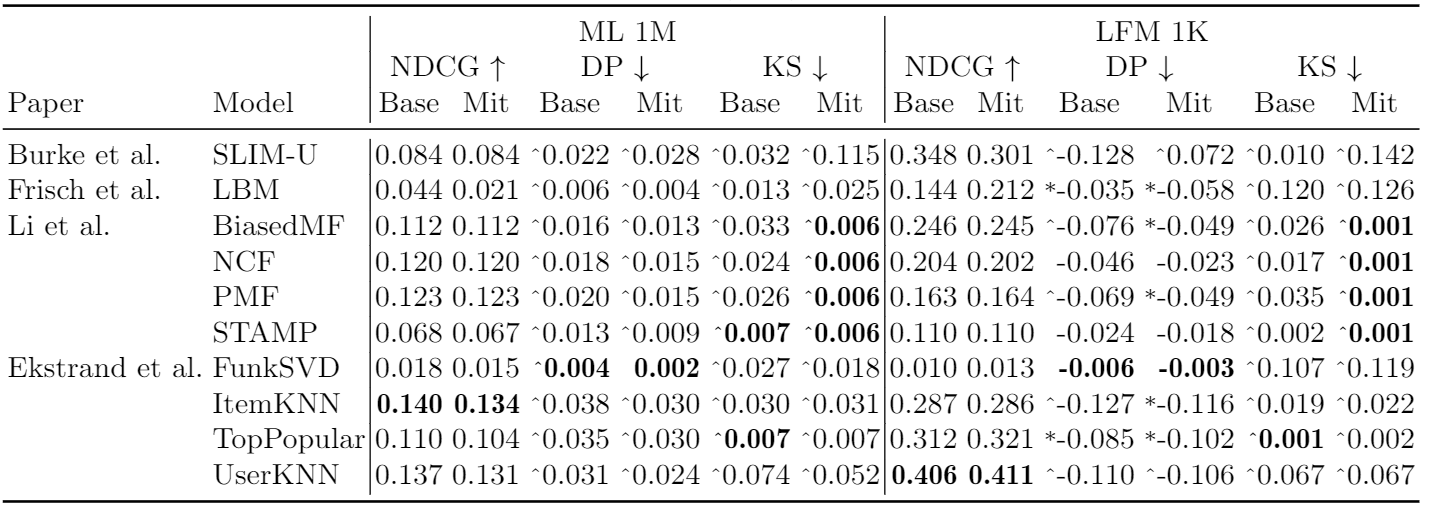 ML 1M LFM 1K
NDCG ↑ DP ↓ KS ↓ NDCG ↑ DP ↓ KS ↓
Paper Model Base Mit Base Mit Base Mit Base Mit Base Mit Base Mit
Burke et al. SLIM-U 0.084 0.084 ^0.022 ^0.028 ^0.032 ^0.115 0.348 0.301 ^-0.128 ^0.072 ^0.010 ^0.142
Frisch et al. LBM 0.044 0.021 ^0.006 ^0.004 ^0.013 ^0.025 0.144 0.212 *-0.035 *-0.058 ^0.120 ^0.126
Li et al. BiasedMF 0.112 0.112 ^0.016 ^0.013 ^0.033 ^0.006 0.246 0.245 ^-0.076 *-0.049 ^0.026 ^0.001
NCF 0.120 0.120 ^0.018 ^0.015 ^0.024 ^0.006 0.204 0.202 -0.046 -0.023 ^0.017 ^0.001
PMF 0.123 0.123 ^0.020 ^0.015 ^0.026 ^0.006 0.163 0.164 ^-0.069 *-0.049 ^0.035 ^0.001
STAMP 0.068 0.067 ^0.013 ^0.009 ^0.007 ^0.006 0.110 0.110 -0.024 -0.018 ^0.002 ^0.001
Ekstrand et al. FunkSVD 0.018 0.015 ^0.004 0.002 ^0.027 ^0.018 0.010 0.013 -0.006 -0.003 ^0.107 ^0.119
ItemKNN 0.140 0.134 ^0.038 ^0.030 ^0.030 ^0.031 0.287 0.286 ^-0.127 *-0.116 ^0.019 ^0.022
TopPopular 0.110 0.104 ^0.035 ^0.030 ^0.007 ^0.007 0.312 0.321 *-0.085 *-0.102 ^0.001 ^0.002
UserKNN 0.137 0.131 ^0.031 ^0.024 ^0.074 ^0.052 0.406 0.411 ^-0.110 ^-0.106 ^0.067 ^0.067